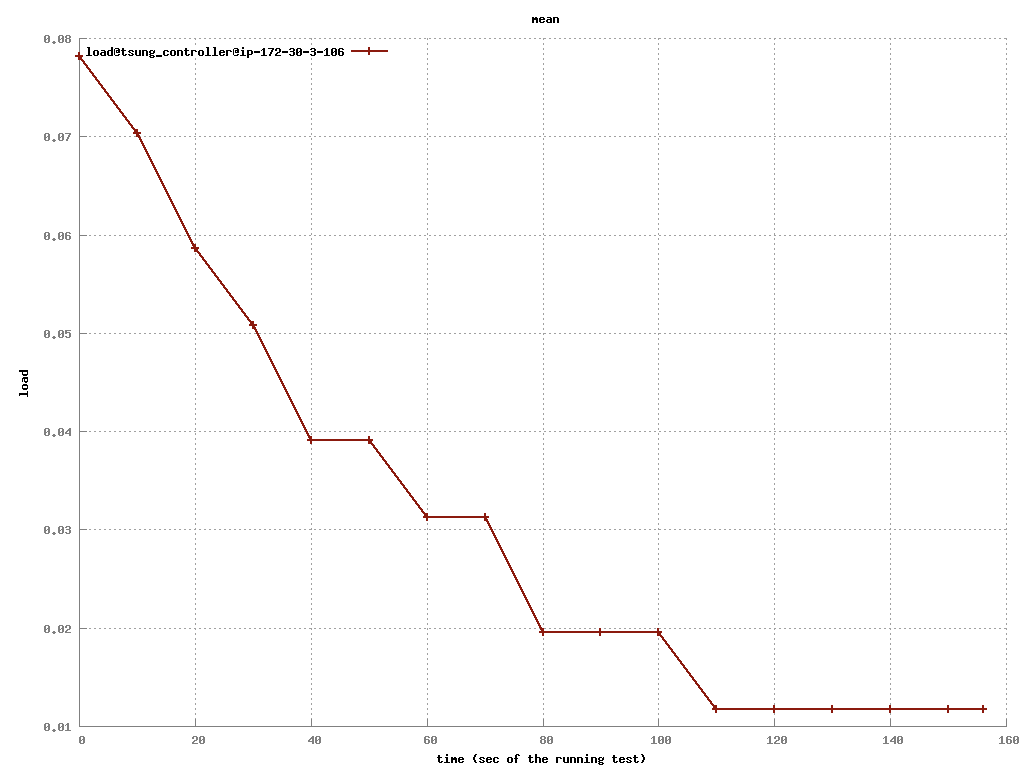 mean
load@tsung_controller@ip-172-30-3-106
0.08
0.07
0.06
0.05
0.04
0.03
0.02
0.01
load
0 20 40 60 80 100 120 140 160
time (sec of the running test)